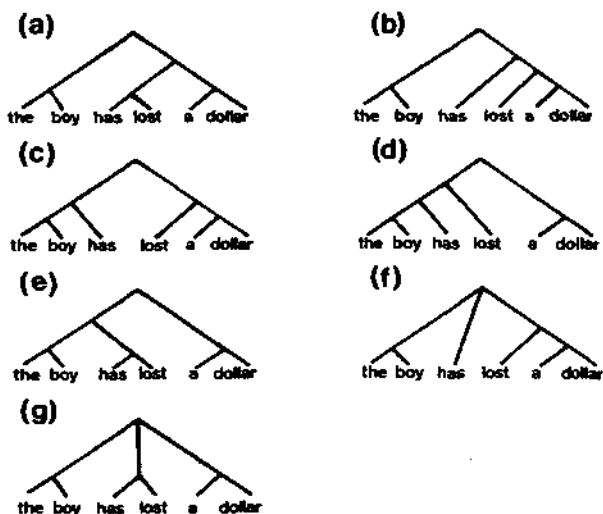 (a) (b)
the boy has lost a dollar the boy has lost a dollar
(c) (d)
the boy has lost a dollar the boy has lost a dollar
(e) (f)
the boy has lost a dollar the boy has lost a dollar
(g)
the boy has lost a dollar